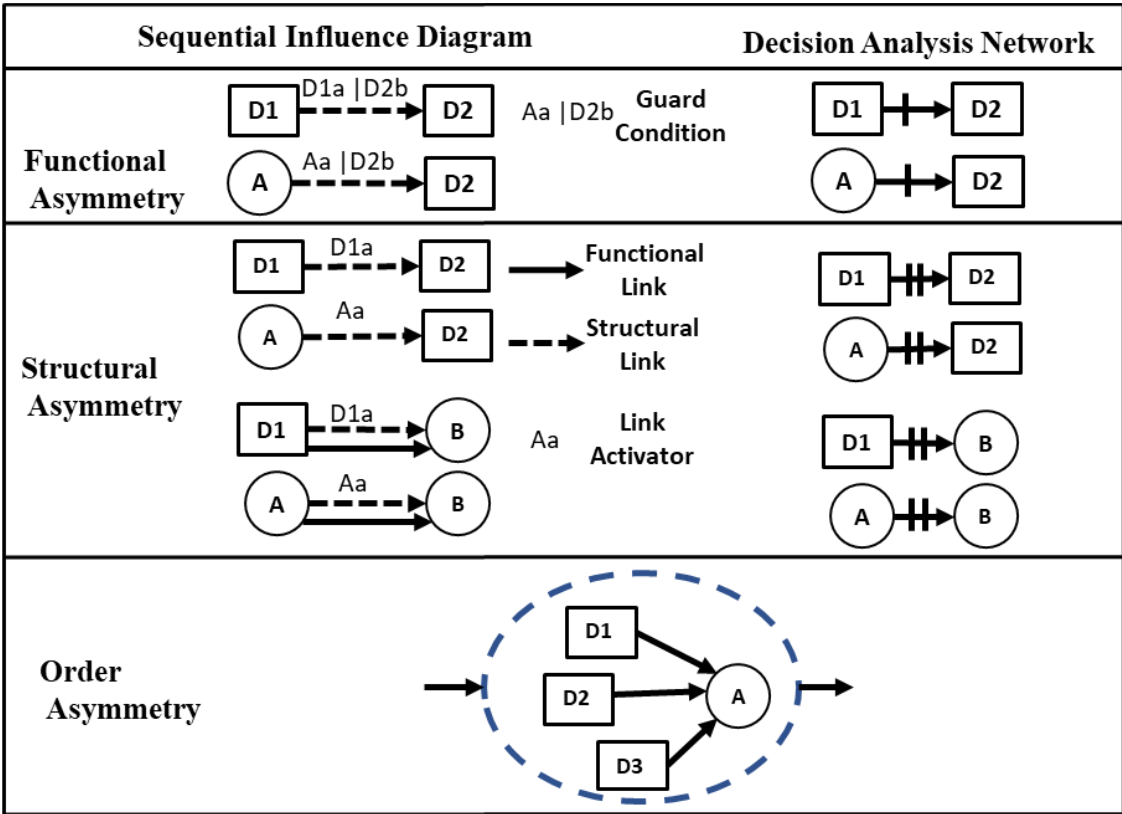 Sequential Influence Diagram
Decision Analysis Network
Functional
Asymmetry
D1 D1a |D2b D2
Aa |D2b Guard
Condition
D1 D2
A Aa |D2b D2
A D2
Structural
Asymmetry
D1 D1a D2
Functional
Link
D1 D2
A Aa D2
Structural
Link
A D2
D1 D1a B
Aa Link
Activator
D1 B
A Aa B
A B
Order
Asymmetry
D1
D2
A
D3